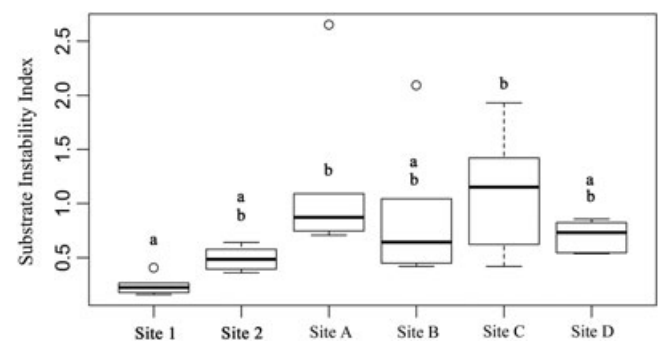 Substrate Instability Index
2.5
2.0
1.5
1.0
0.5
a
a
b
b
a
b
b
a
b
Site 1
Site 2
Site A
Site B
Site C
Site D